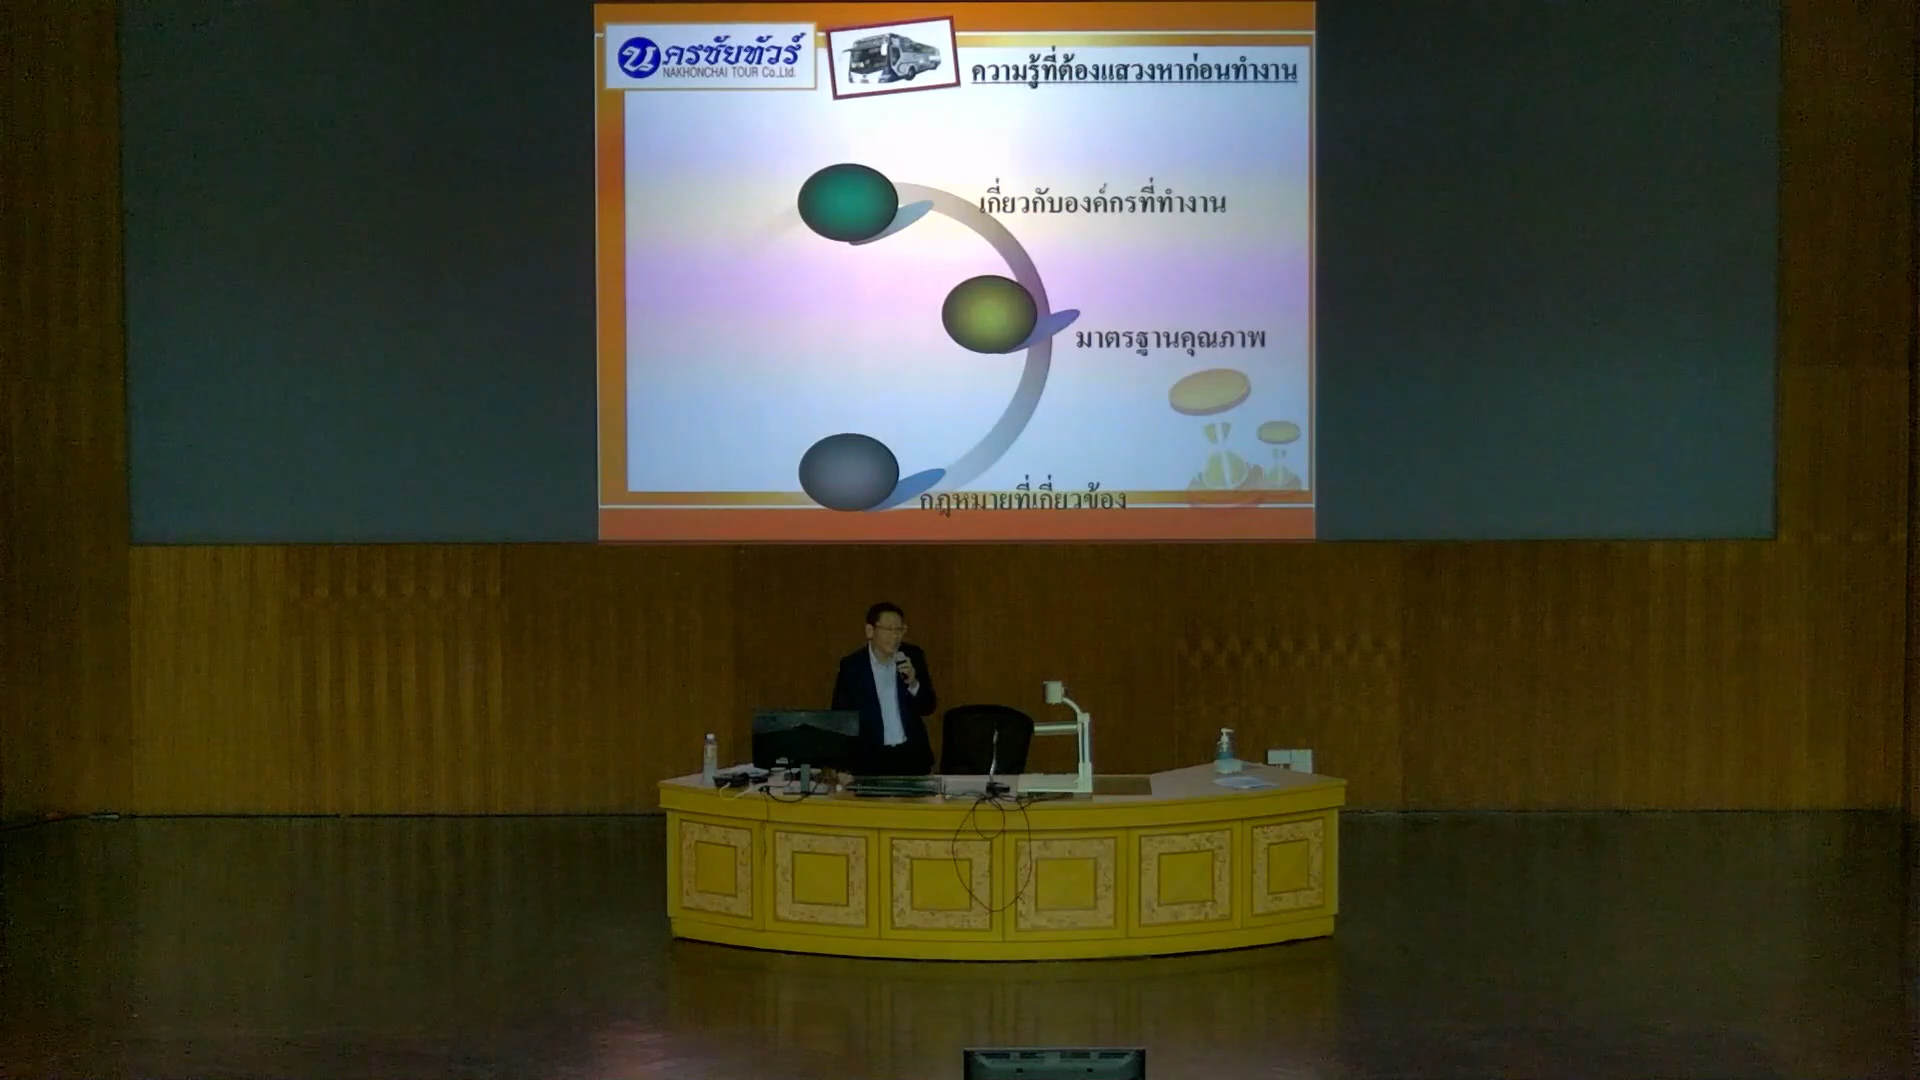 นครชัยทัวร์
NAKHONCHAI TOUR Co.,Ltd.
ความรู้ที่ต้องแสวงหาก่อนทำงาน
เกี่ยวกับองค์กรที่ทำงาน
มาตรฐานคุณภาพ
กฎหมายที่เกี่ยวข้อง